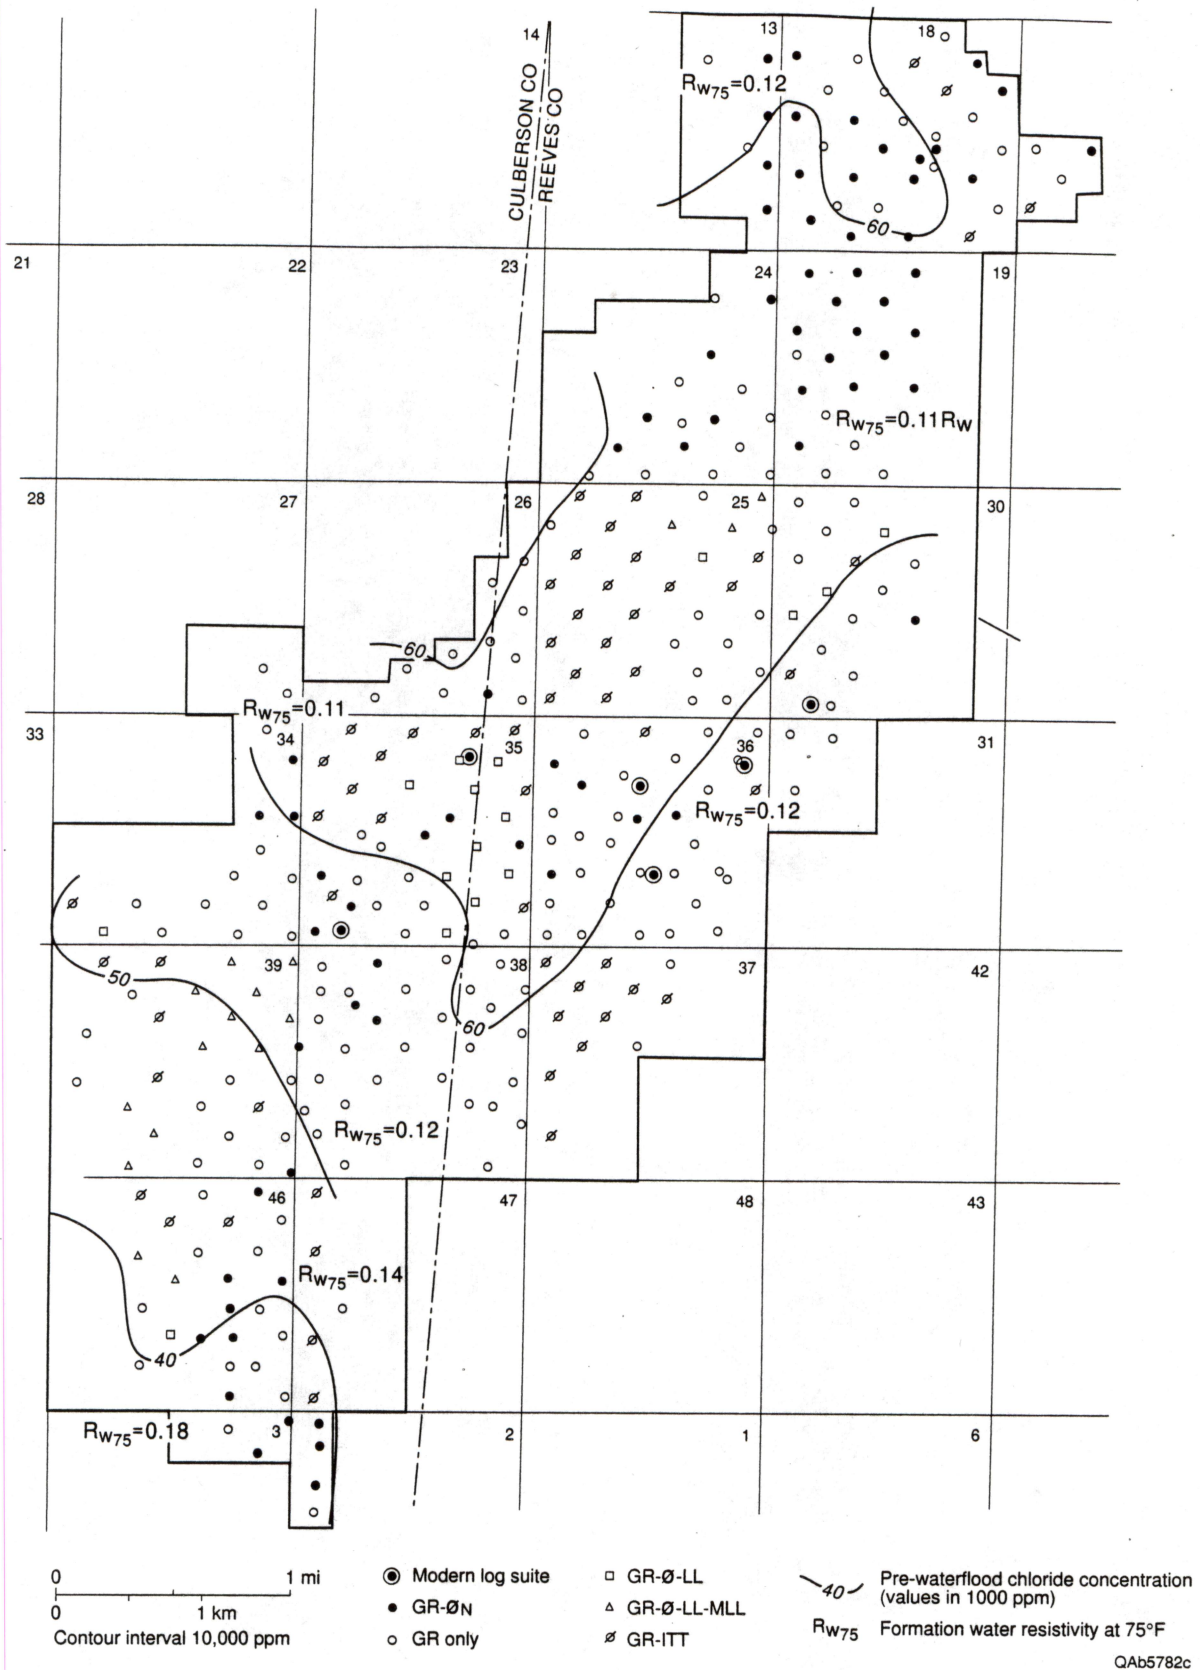 14
13
18
CULBERSON CO
REEVES CO
RW75=0.12
60
21
22
23
24
19
RW75=0.11RW
28
27
26
25
30
60
RW75=0.11
33
34
35
36
31
RW75=0.12
39
38
37
42
50
60
RW75=0.12
46
47
48
43
RW75=0.14
40
RW75=0.18
3
2
1
6
0 1 mi
0 1 km
Contour interval 10,000 ppm
Modern log suite
GR-ØN
GR only
GR-Ø-LL
GR-Ø-LL-MLL
GR-ITT
40 Pre-waterflood chloride concentration
(values in 1000 ppm)
RW75 Formation water resistivity at 75°F
QAb5782c